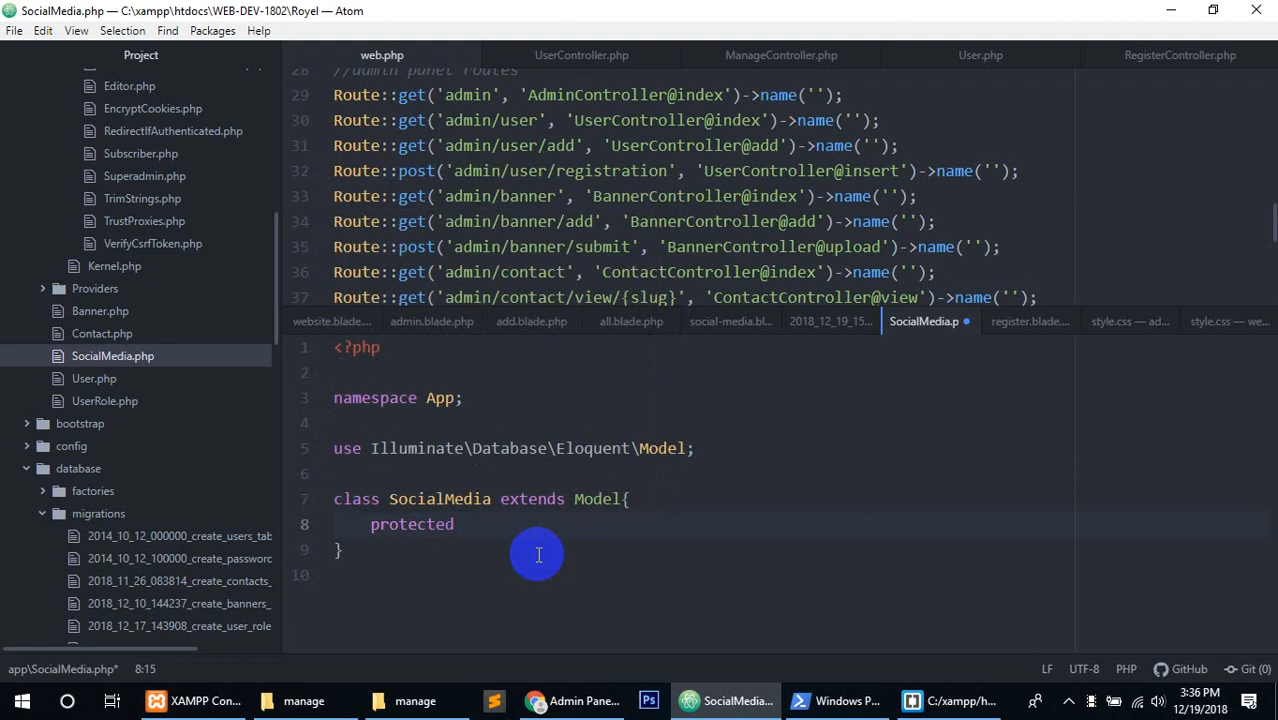 SocialMedia.php — C:\xampp\htdocs\WEB-DEV-1802\Royel — Atom
File Edit View Selection Find Packages Help
Project
Editor.php
EncryptCookies.php
RedirectIfAuthenticated.php
Subscriber.php
Superadmin.php
TrimStrings.php
TrustProxies.php
VerifyCsrfToken.php
Kernel.php
Providers
Banner.php
Contact.php
SocialMedia.php
User.php
UserRole.php
bootstrap
config
database
factories
migrations
2014_10_12_000000_create_users_tab
2014_10_12_100000_create_password
2018_11_26_083814_create_contacts_
2018_12_10_144237_create_banners_
2018_12_17_143908_create_user_role
web.php UserController.php ManageController.php User.php RegisterController.php
28 //admin panel routes
29 Route::get('admin', 'AdminController@index')->name('');
30 Route::get('admin/user', 'UserController@index')->name('');
31 Route::get('admin/user/add', 'UserController@add')->name('');
32 Route::post('admin/user/registration', 'UserController@insert')->name('');
33 Route::get('admin/banner', 'BannerController@index')->name('');
34 Route::get('admin/banner/add', 'BannerController@add')->name('');
35 Route::post('admin/banner/submit', 'BannerController@upload')->name('');
36 Route::get('admin/contact', 'ContactController@index')->name('');
37 Route::get('admin/contact/view/{slug}', 'ContactController@view')->name('');
website.blade.... admin.blade.php add.blade.php all.blade.php social-media.bl... 2018_12_19_15... SocialMedia.p register.blade.... style.css — ad... style.css — we...
1 <?php
2
3 namespace App;
4
5 use Illuminate\Database\Eloquent\Model;
6
7 class SocialMedia extends Model{
8 protected
9 }
10
app\SocialMedia.php* 8:15 LF UTF-8 PHP GitHub Git (0)
XAMPP Con... manage manage Admin Pane... Ps SocialMedia... Windows P... C:/xampp/h... 3:36 PM
12/19/2018